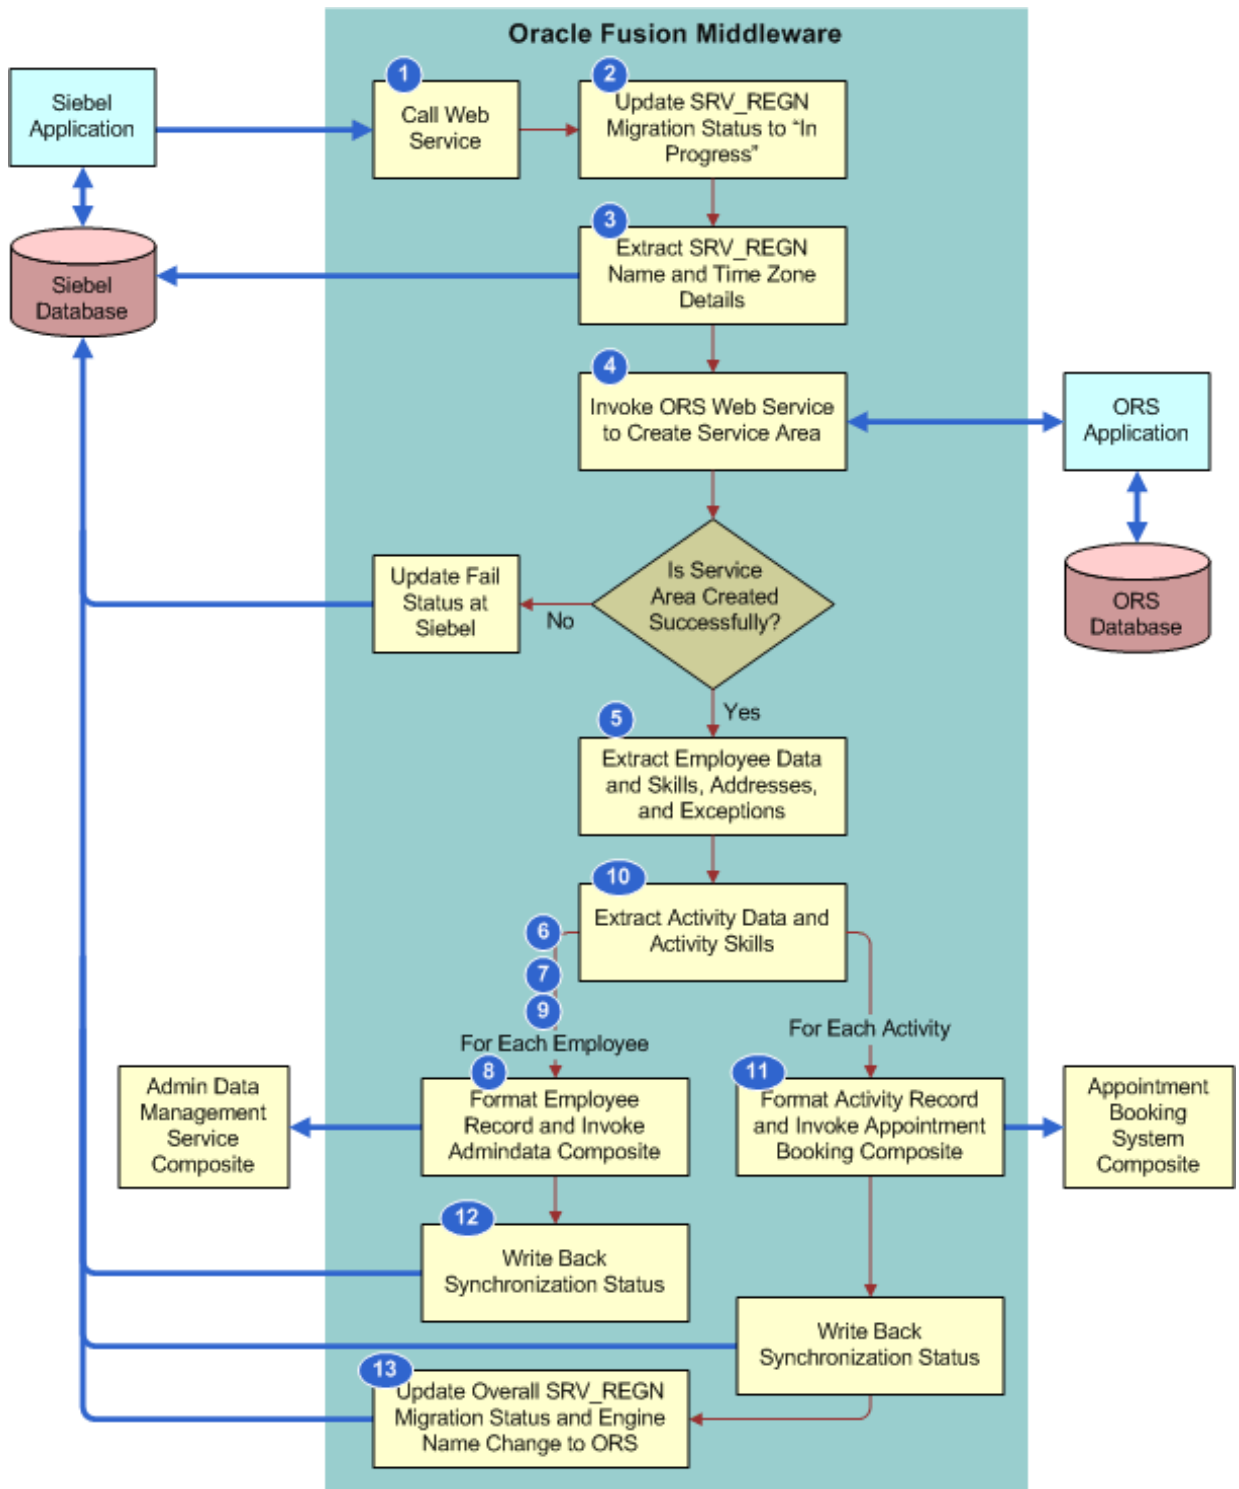 Oracle Fusion Middleware
1
2
Siebel
Application
Call Web
Service
Update SRV_REGN
Migration Status to “In
Progress”
3
Extract SRV_REGN
Name and Time Zone
Details
Siebel
Database
4
Invoke ORS Web Service
to Create Service Area
ORS
Application
Is Service
Area Created
Successfully?
Update Fail
Status at
Siebel
No
ORS
Database
Yes
5
Extract Employee Data
and Skills, Addresses,
and Exceptions
10
Extract Activity Data and
Activity Skills
6
7
9
For Each Employee
For Each Activity
8
11
Admin Data
Management
Service
Composite
Format Employee
Record and Invoke
Admindata Composite
Format Activity Record
and Invoke Appointment
Booking Composite
Appointment
Booking
System
Composite
12
Write Back
Synchronization Status
Write Back
Synchronization Status
13
Update Overall SRV_REGN
Migration Status and Engine
Name Change to ORS